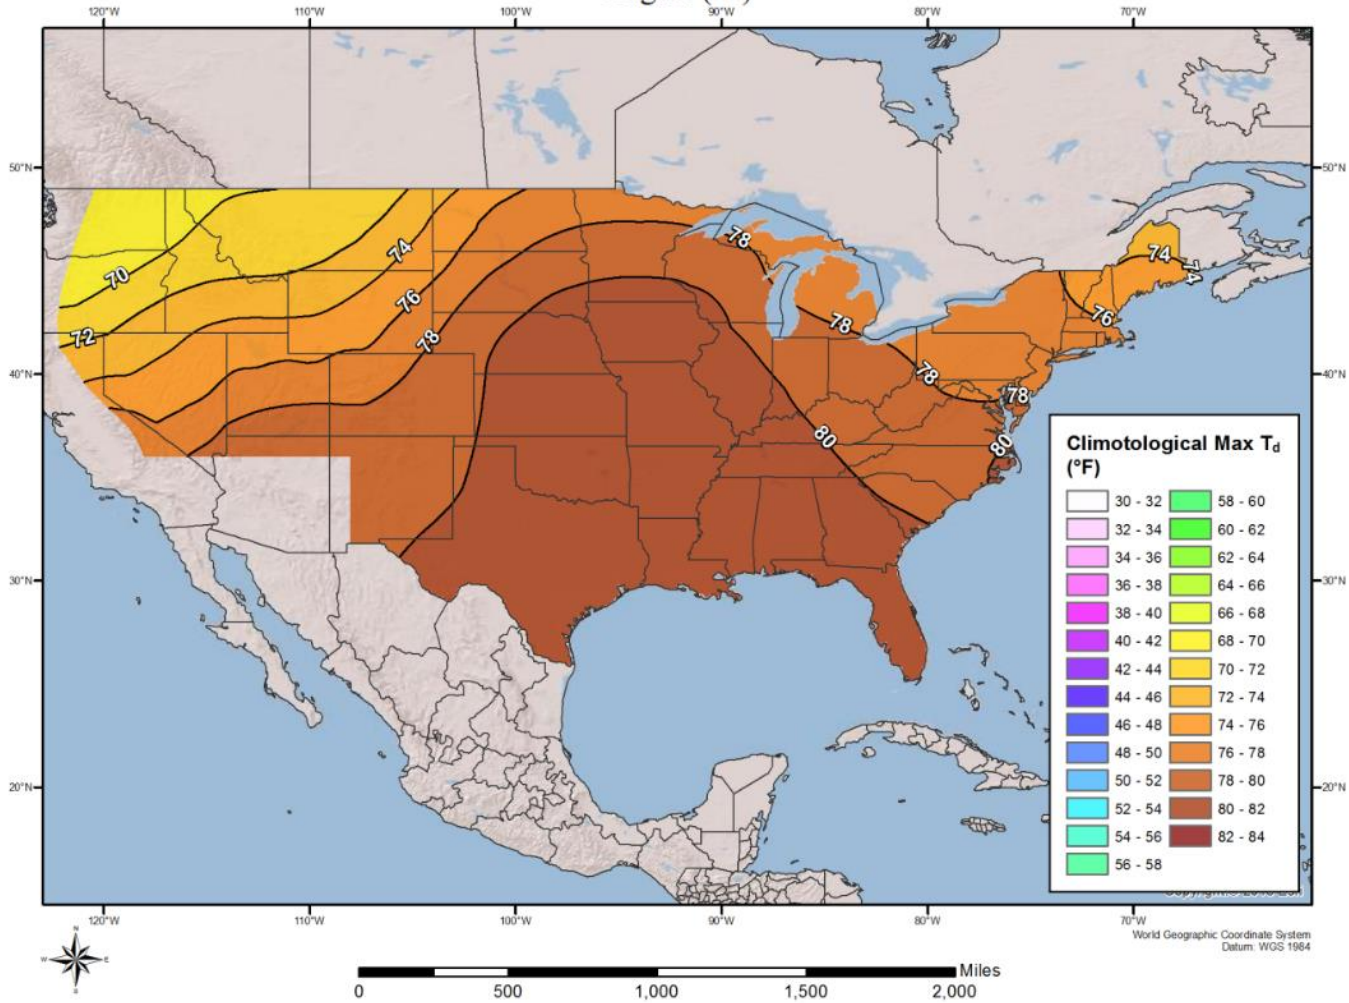 120°W 110°W 100°W 90°W 80°W 70°W
50°N 50°N
40°N 40°N
30°N 30°N
20°N 20°N
70
72
74
76
78
78
78
78
78
80
80
74
74
76
Climotological Max Td
(°F)
30 - 32 58 - 60
32 - 34 60 - 62
34 - 36 62 - 64
36 - 38 64 - 66
38 - 40 66 - 68
40 - 42 68 - 70
42 - 44 70 - 72
44 - 46 72 - 74
46 - 48 74 - 76
48 - 50 76 - 78
50 - 52 78 - 80
52 - 54 80 - 82
54 - 56 82 - 84
56 - 58
120°W 110°W 100°W 90°W 80°W 70°W
World Geographic Coordinate System
Datum: WGS 1984
N
W E
S
Miles
0 500 1,000 1,500 2,000